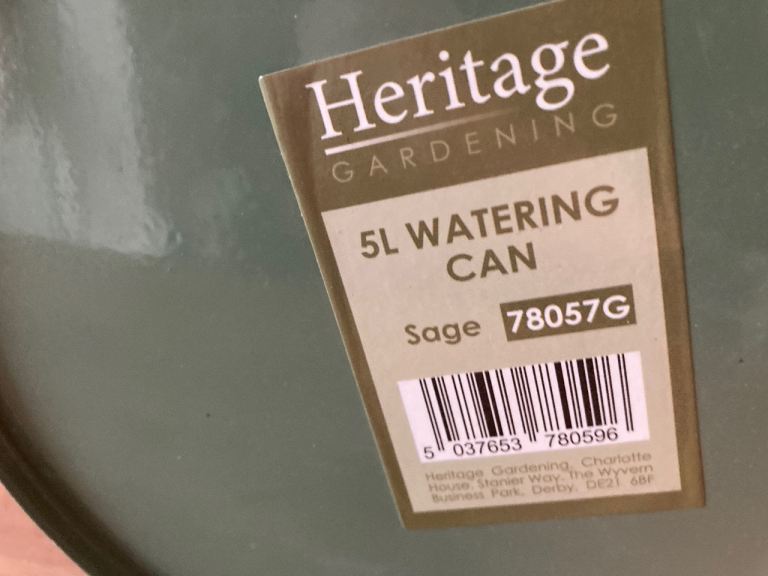 Heritage
GARDENING
5L WATERING
CAN
Sage 78057G
5 037653 780596
Heritage Gardening, Charlotte
House, Stanier Way, The Wyvern
Business Park, Derby, DE21 6BF